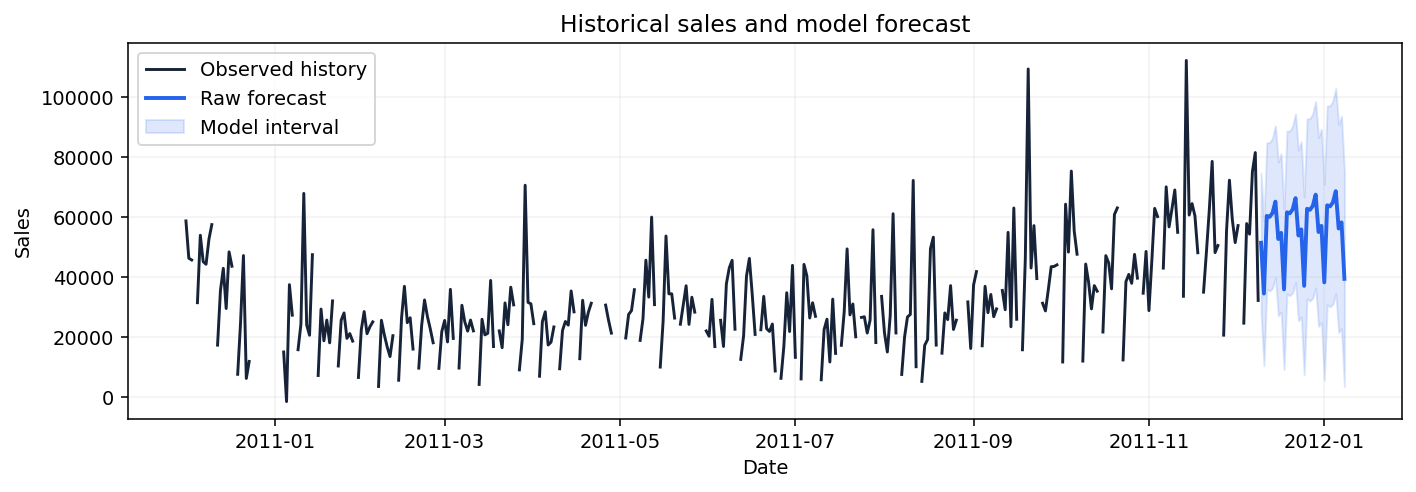 Historical sales and model forecast
Observed history
Raw forecast
Model interval
100000
80000
60000
40000
20000
0
Sales
2011-01 2011-03 2011-05 2011-07 2011-09 2011-11 2012-01
Date